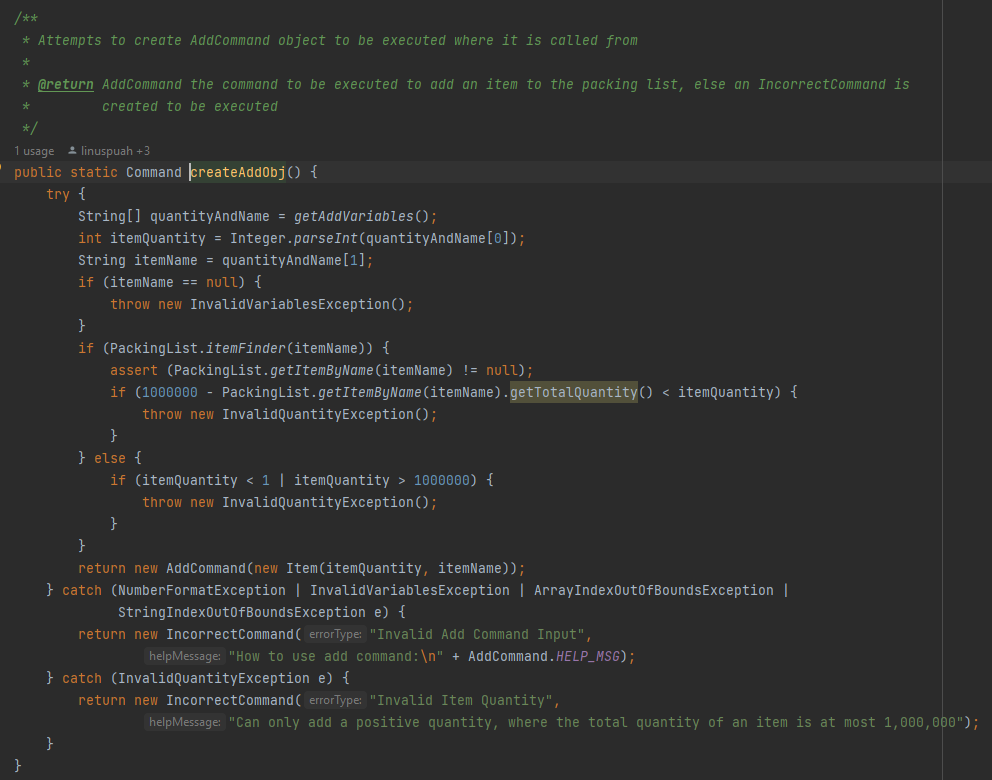 /**
 * Attempts to create AddCommand object to be executed where it is called from
 *
 * @return AddCommand the command to be executed to add an item to the packing list, else an IncorrectCommand is
 *         created to be executed
 */
1 usage linuspuah +3
public static Command createAddObj() {
    try {
        String[] quantityAndName = getAddVariables();
        int itemQuantity = Integer.parseInt(quantityAndName[0]);
        String itemName = quantityAndName[1];
        if (itemName == null) {
            throw new InvalidVariablesException();
        }
        if (PackingList.itemFinder(itemName)) {
            assert (PackingList.getItemByName(itemName) != null);
            if (1000000 - PackingList.getItemByName(itemName).getTotalQuantity() < itemQuantity) {
                throw new InvalidQuantityException();
            }
        } else {
            if (itemQuantity < 1 | itemQuantity > 1000000) {
                throw new InvalidQuantityException();
            }
        }
        return new AddCommand(new Item(itemQuantity, itemName));
    } catch (NumberFormatException | InvalidVariablesException | ArrayIndexOutOfBoundsException |
             StringIndexOutOfBoundsException e) {
        return new IncorrectCommand( errorType: "Invalid Add Command Input",
                helpMessage: "How to use add command:\n" + AddCommand.HELP_MSG);
    } catch (InvalidQuantityException e) {
        return new IncorrectCommand( errorType: "Invalid Item Quantity",
                helpMessage: "Can only add a positive quantity, where the total quantity of an item is at most 1,000,000");
    }
}